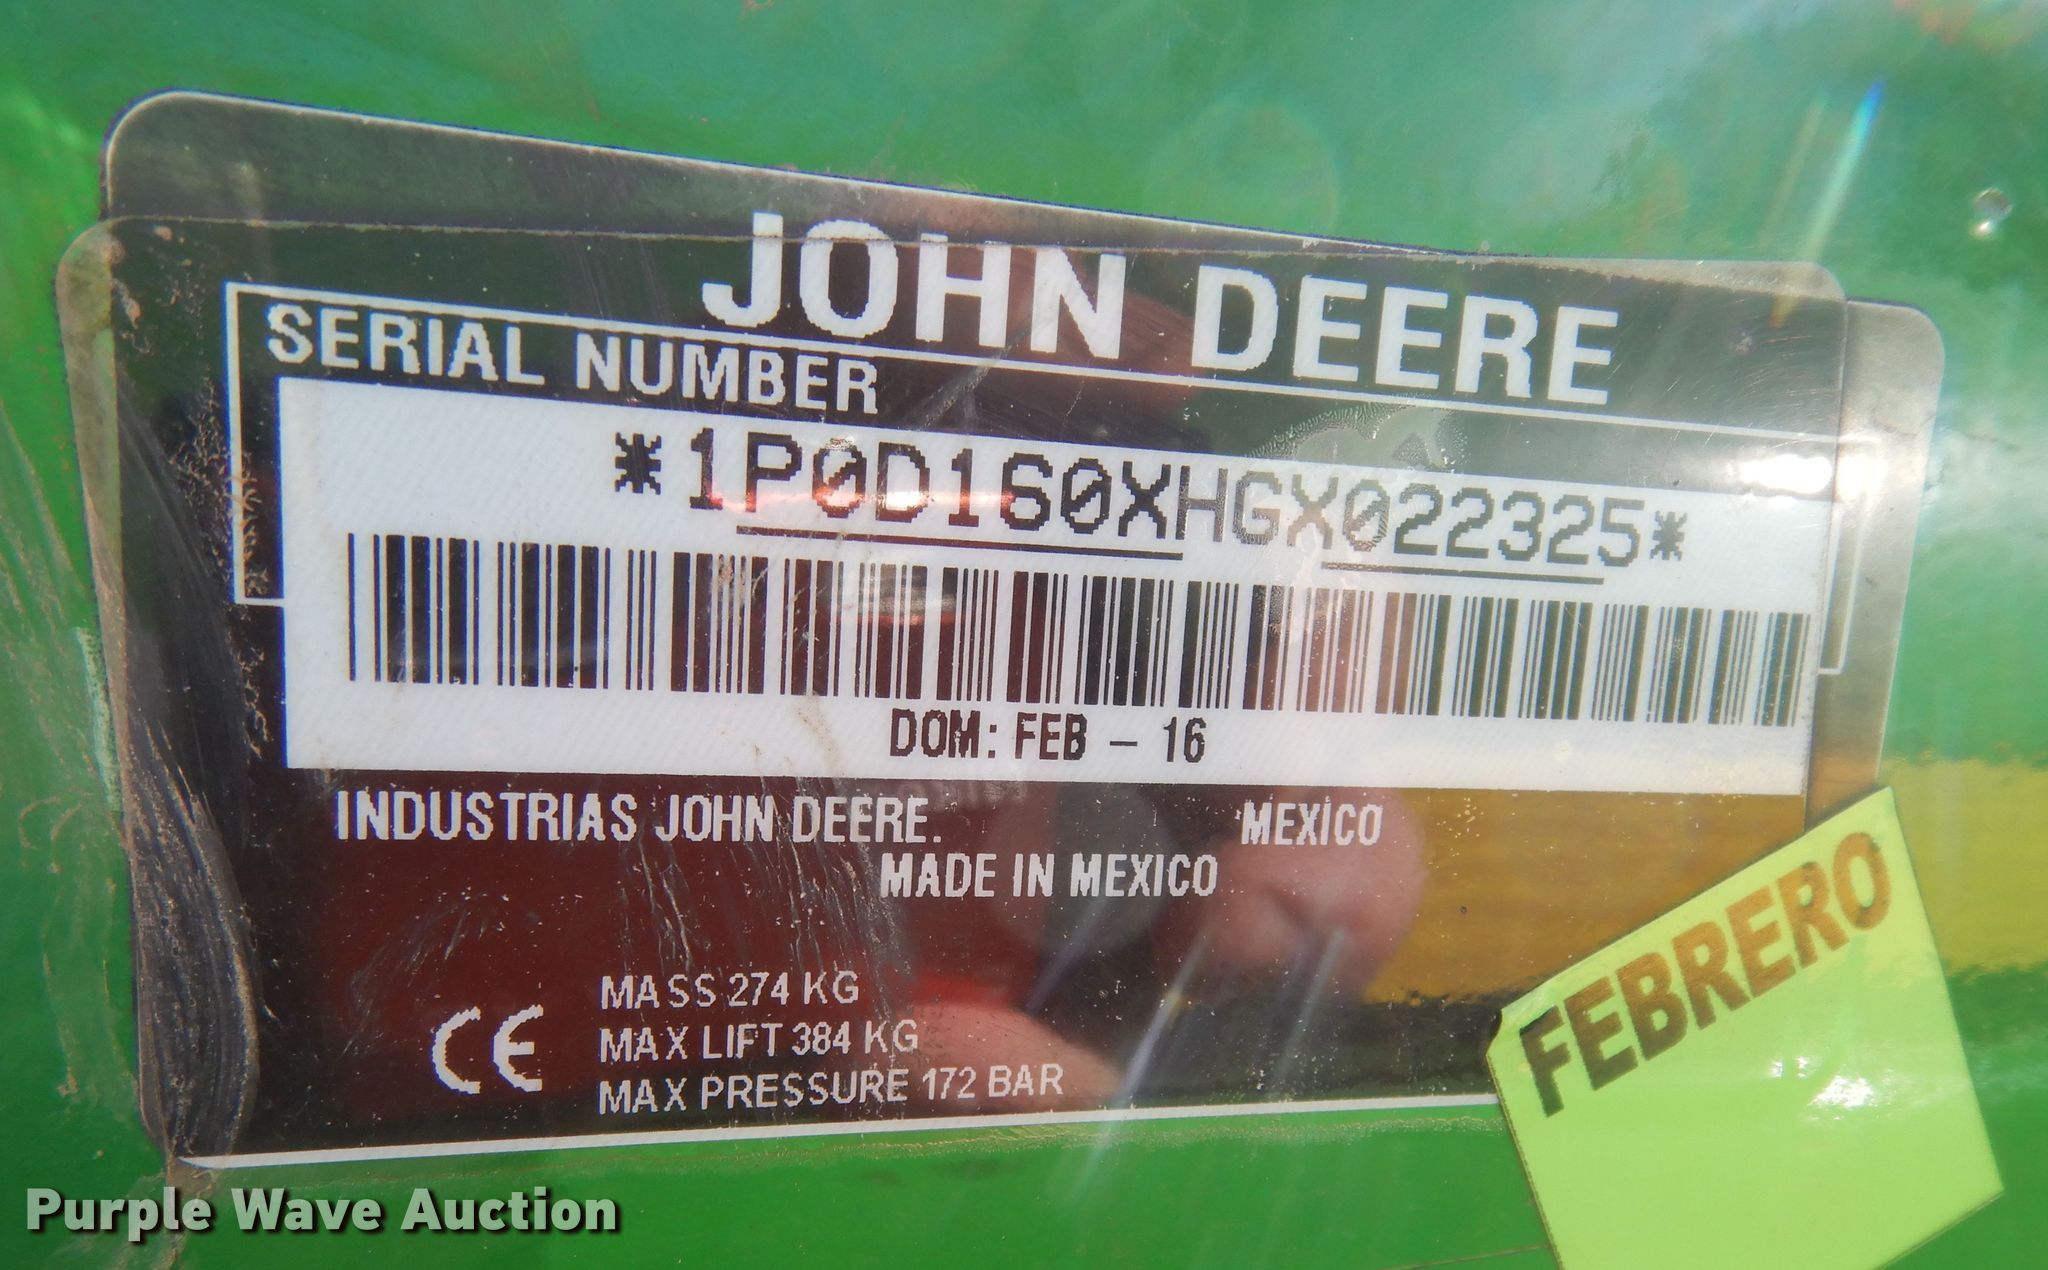 JOHN DEERE
SERIAL NUMBER
*1P0D160XHGX022325*
DOM: FEB - 16
INDUSTRIAS JOHN DEERE. MEXICO
MADE IN MEXICO
CE
MASS 274 KG
MAX LIFT 384 KG
MAX PRESSURE 172 BAR
FEBRERO
Purple Wave Auction